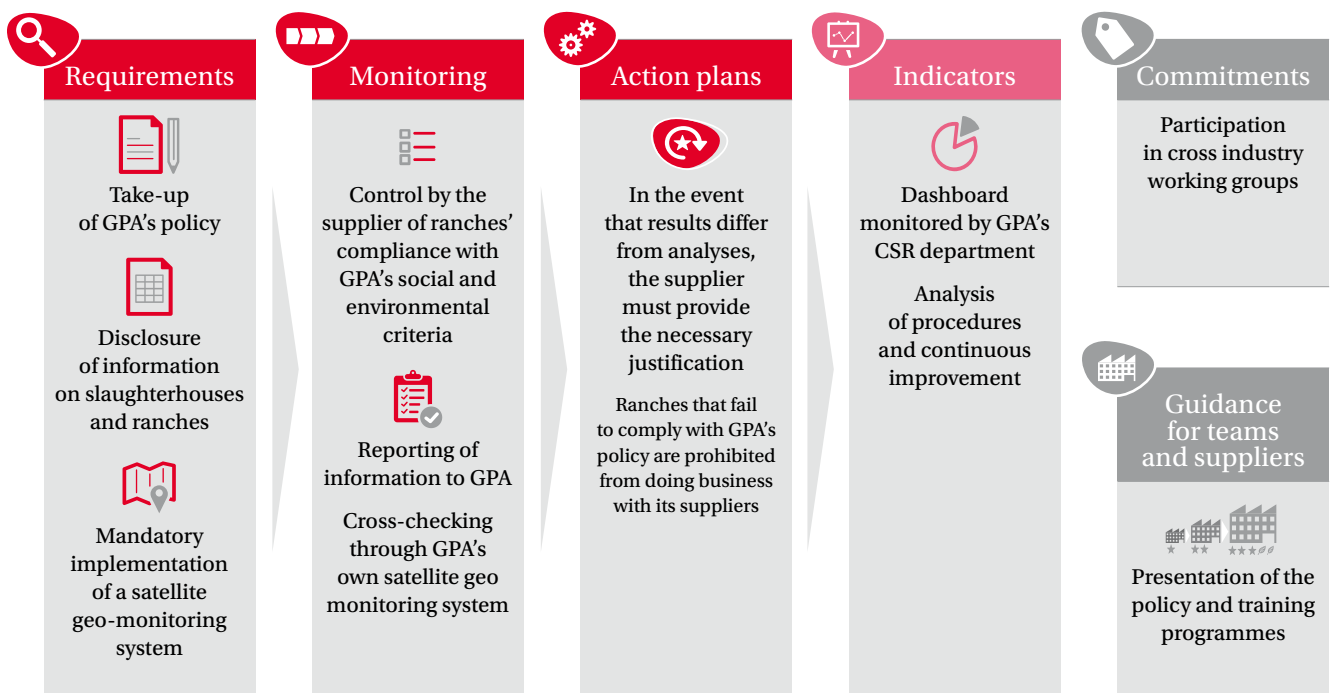 Requirements
Take-up
of GPA's policy
Disclosure
of information
on slaughterhouses
and ranches
Mandatory
implementation
of a satellite
geo-monitoring
system
Monitoring
Control by the
supplier of ranches'
compliance with
GPA's social and
environmental
criteria
Reporting of
information to GPA
Cross-checking
through GPA's
own satellite geo
monitoring system
Action plans
In the event
that results differ
from analyses,
the supplier
must provide
the necessary
justification
Ranches that fail
to comply with GPA's
policy are prohibited
from doing business
with its suppliers
Indicators
Dashboard
monitored by GPA's
CSR department
Analysis
of procedures
and continuous
improvement
Commitments
Participation
in cross industry
working groups
Guidance
for teams
and suppliers
Presentation of the
policy and training
programmes